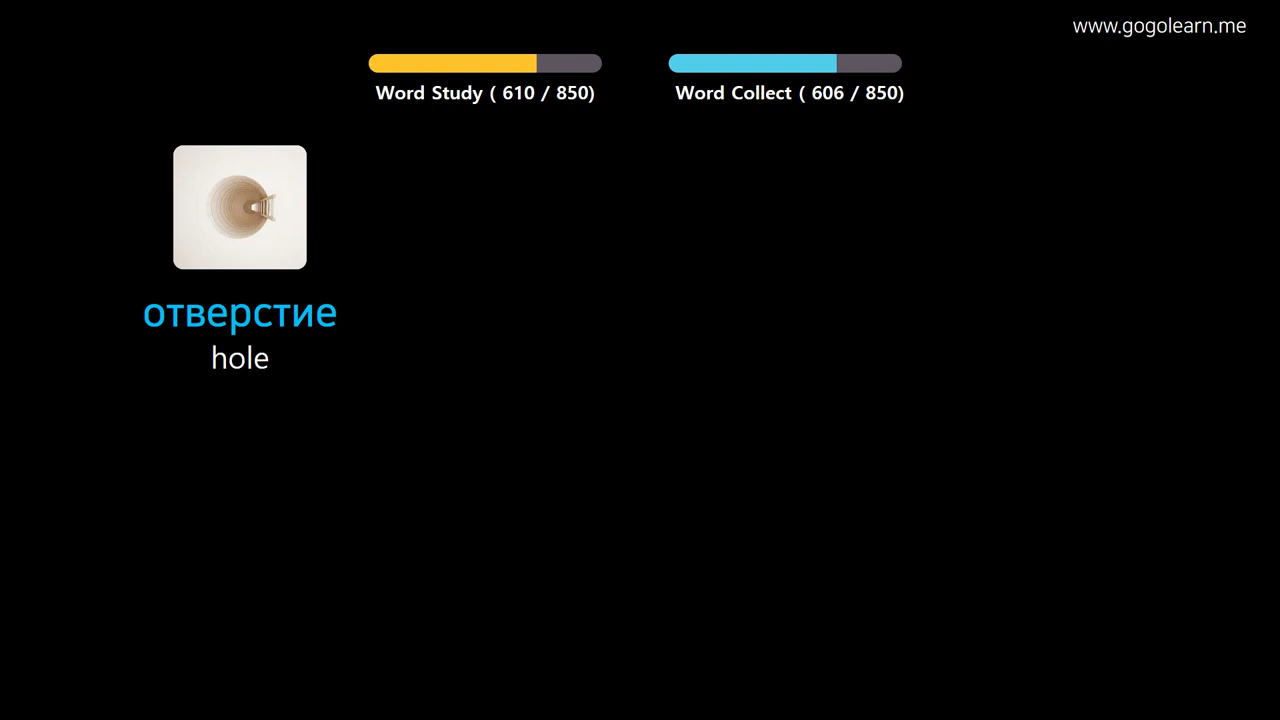 www.gogolearn.me
Word Study ( 610 / 850)
Word Collect ( 606 / 850)
отверстие
hole